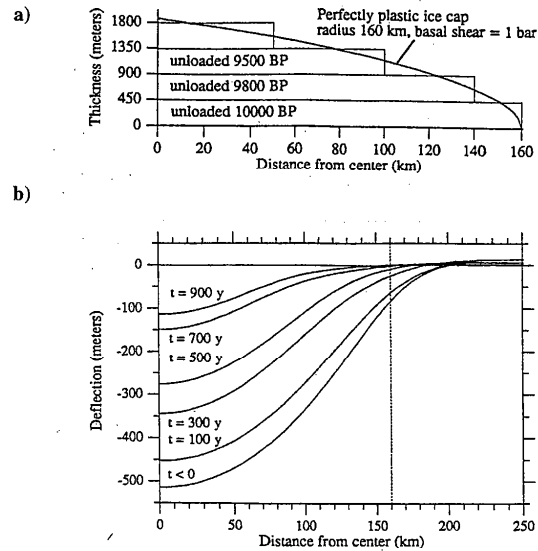 a)
Perfectly plastic ice cap
radius 160 km, basal shear = 1 bar
Thickness (meters)
1800
1350
900
450
0
unloaded 9500 BP
unloaded 9800 BP
unloaded 10000 BP
0 20 40 60 80 100 120 140 160
Distance from center (km)
b)
Deflection (meters)
0
-100
-200
-300
-400
-500
t = 900 y
t = 700 y
t = 500 y
t = 300 y
t = 100 y
t < 0
0 50 100 150 200 250
Distance from center (km)